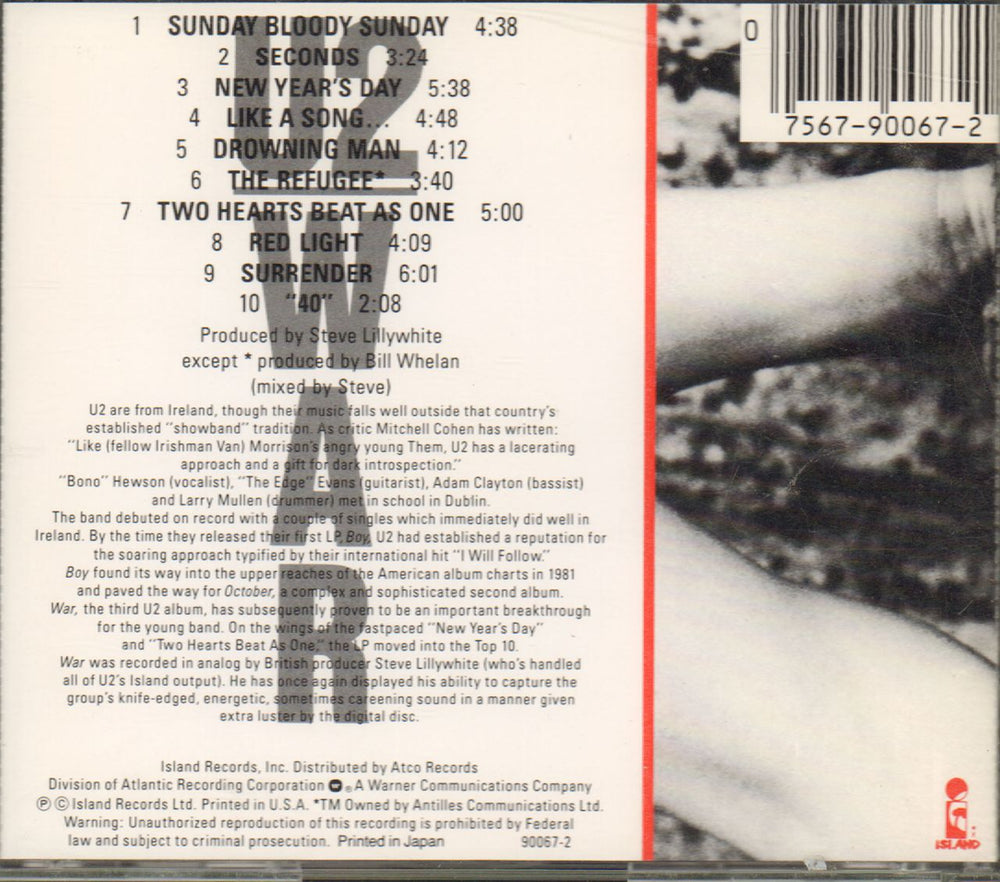 1 SUNDAY BLOODY SUNDAY 4:38
2 SECONDS 3:24
3 NEW YEAR'S DAY 5:38
4 LIKE A SONG... 4:48
5 DROWNING MAN 4:12
6 THE REFUGEE* 3:40
7 TWO HEARTS BEAT AS ONE 5:00
8 RED LIGHT 4:09
9 SURRENDER 6:01
10 "40" 2:08
U2
WAR
Produced by Steve Lillywhite
except * produced by Bill Whelan
(mixed by Steve)
U2 are from Ireland, though their music falls well outside that country's
established "showband" tradition. As critic Mitchell Cohen has written:
"Like (fellow Irishman Van) Morrison's angry young Them, U2 has a lacerating
approach and a gift for dark introspection."
"Bono" Hewson (vocalist), "The Edge" Evans (guitarist), Adam Clayton (bassist)
and Larry Mullen (drummer) met in school in Dublin.
The band debuted on record with a couple of singles which immediately did well in
Ireland. By the time they released their first LP, Boy, U2 had established a reputation for
the soaring approach typified by their international hit "I Will Follow."
Boy found its way into the upper reaches of the American album charts in 1981
and paved the way for October, a complex and sophisticated second album.
War, the third U2 album, has subsequently proven to be an important breakthrough
for the young band. On the wings of the fastpaced "New Year's Day"
and "Two Hearts Beat As One," the LP moved into the Top 10.
War was recorded in analog by British producer Steve Lillywhite (who's handled
all of U2's Island output). He has once again displayed his ability to capture the
group's knife-edged, energetic, sometimes careening sound in a manner given
extra luster by the digital disc.
Island Records, Inc. Distributed by Atco Records
Division of Atlantic Recording Corporation ® A Warner Communications Company
℗ © Island Records Ltd. Printed in U.S.A. *TM Owned by Antilles Communications Ltd.
Warning: Unauthorized reproduction of this recording is prohibited by Federal
law and subject to criminal prosecution. Printed in Japan 90067-2
0
7567-90067-2
ISLAND